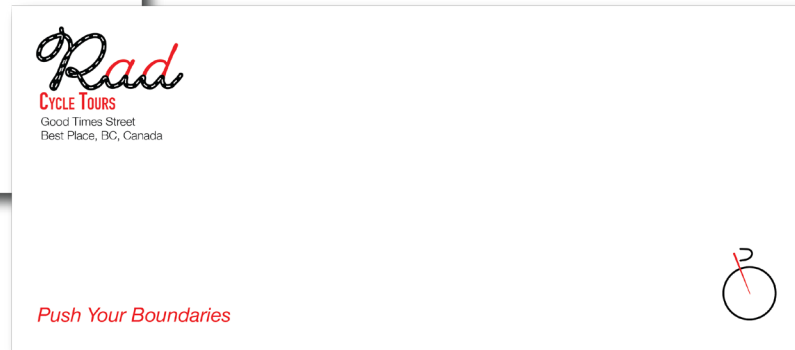 Rad
CYCLE TOURS
Good Times Street
Best Place, BC, Canada
Push Your Boundaries